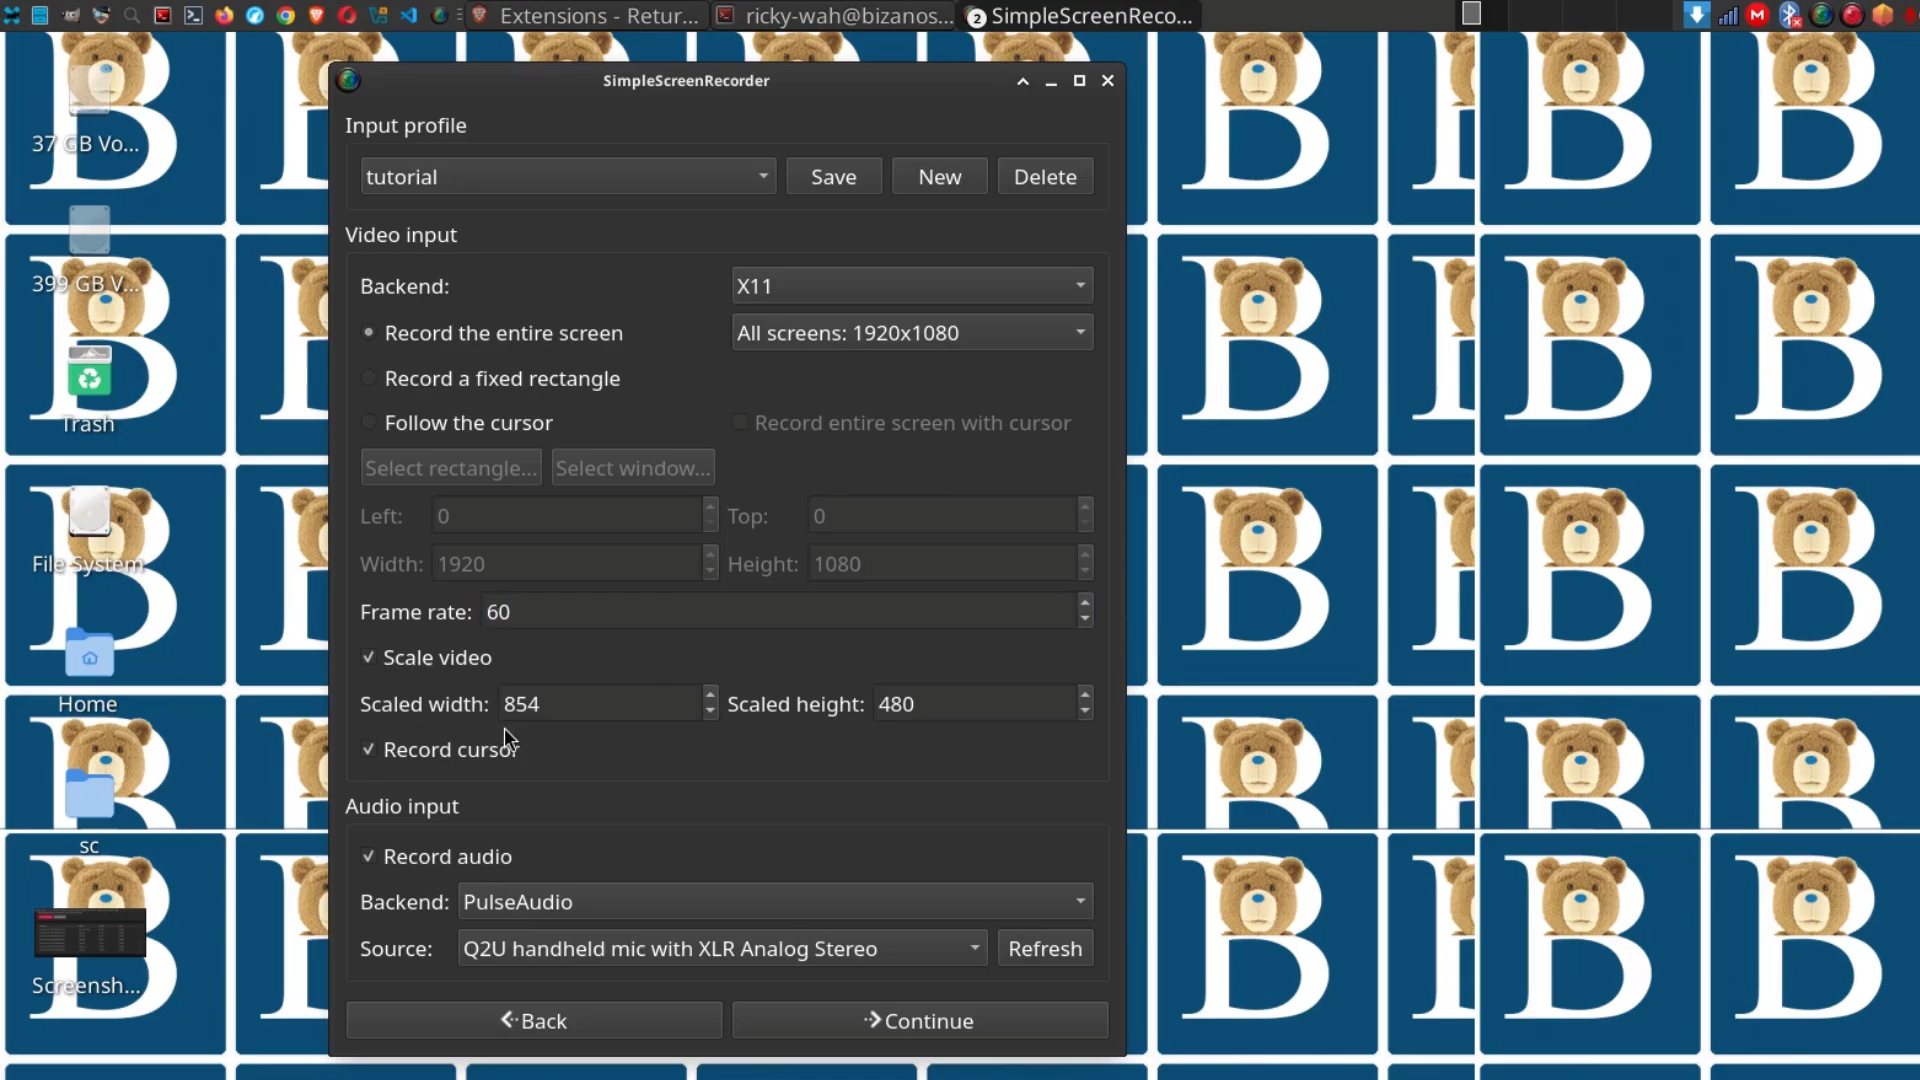 Extensions - Retur...
ricky-wah@bizanos...
2 SimpleScreenReco...
SimpleScreenRecorder
Input profile
tutorial
Save
New
Delete
Video input
Backend:
X11
Record the entire screen
All screens: 1920x1080
Record a fixed rectangle
Follow the cursor
Record entire screen with cursor
Select rectangle...
Select window...
Left: 0
Top: 0
Width: 1920
Height: 1080
Frame rate: 60
Scale video
Scaled width: 854
Scaled height: 480
Record cursor
Audio input
Record audio
Backend: PulseAudio
Source: Q2U handheld mic with XLR Analog Stereo
Refresh
Back
Continue
37 GB Vo...
399 GB V...
Trash
File System
Home
sc
Screensh...
B